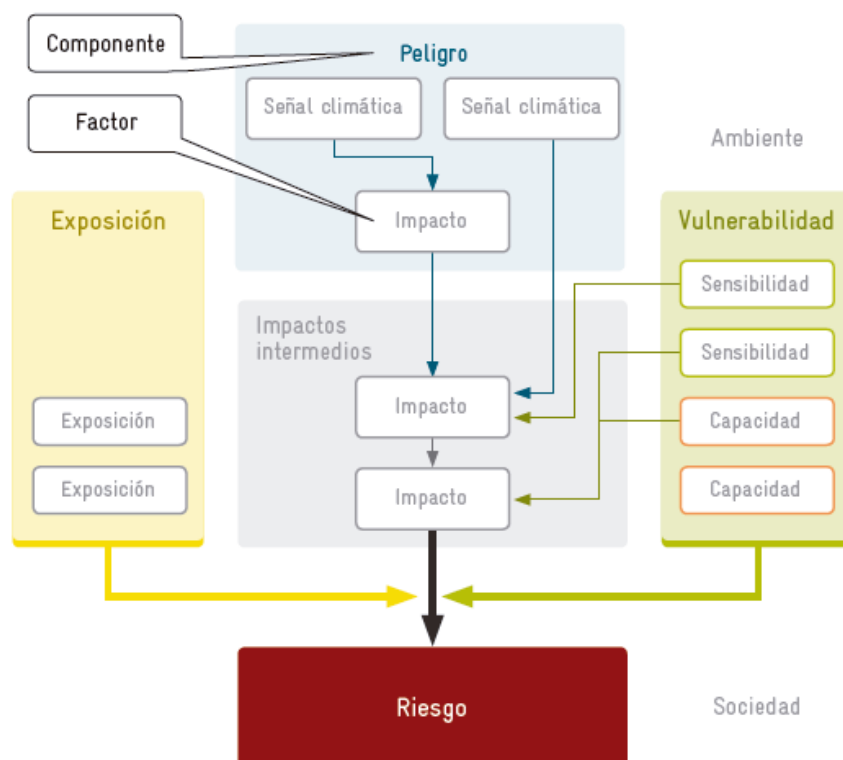 Componente
Peligro
Señal climática
Señal climática
Factor
Ambiente
Exposición
Impacto
Vulnerabilidad
Sensibilidad
Impactos
intermedios
Sensibilidad
Exposición
Impacto
Capacidad
Exposición
Impacto
Capacidad
Riesgo
Sociedad